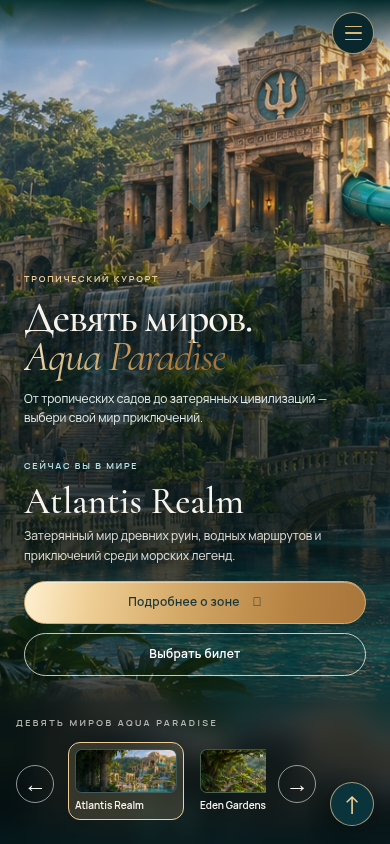 ТРОПИЧЕСКИЙ КУРОРТ
Девять миров.
Aqua Paradise
От тропических садов до затерянных цивилизаций —
выбери свой мир приключений.
СЕЙЧАС ВЫ В МИРЕ
Atlantis Realm
Затерянный мир древних руин, водных маршрутов и
приключений среди морских легенд.
Подробнее о зоне
Выбрать билет
ДЕВЯТЬ МИРОВ AQUA PARADISE
← Atlantis Realm Eden Gardens →
↑